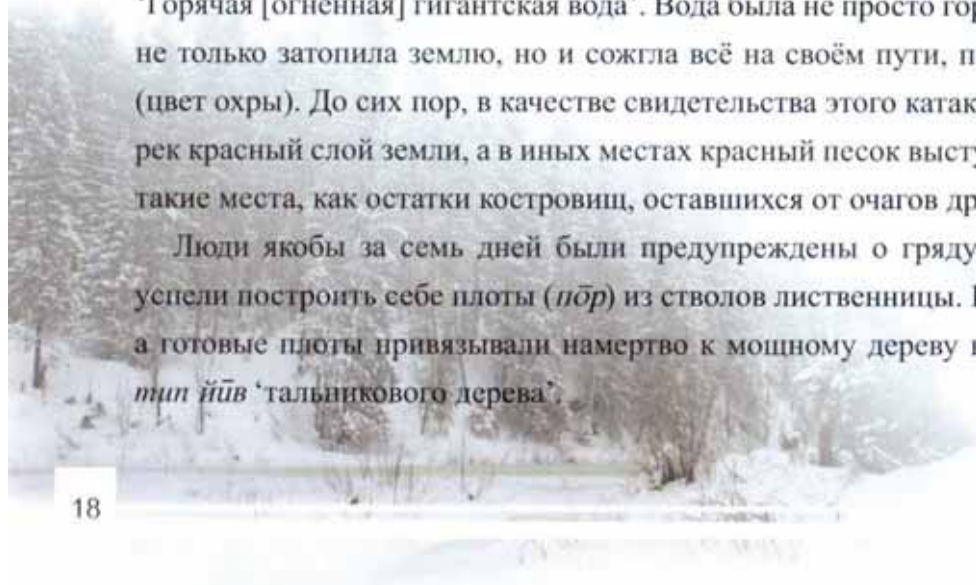 'Горячая [огненная] гигантская вода'. Вода была не просто гор
не только затопила землю, но и сожгла всё на своём пути, п
(цвет охры). До сих пор, в качестве свидетельства этого катак
рек красный слой земли, а в иных местах красный песок высту
такие места, как остатки костровищ, оставшихся от очагов др
Люди якобы за семь дней были предупреждены о гряду
успели построить себе плоты (по̄р) из стволов лиственницы.
а готовые плоты привязывали намертво к мощному дереву
тип йӣв 'тальникового дерева'.
18